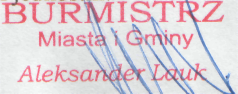 BURMISTRZ
Miasta i Gminy
Aleksander Lauk